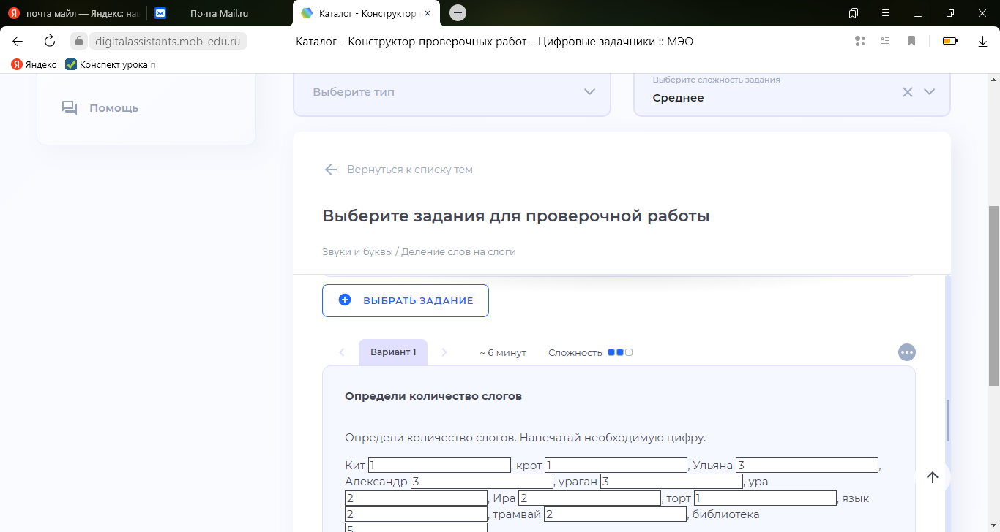 почта майл — Яндекс: на
Почта Mail.ru
Каталог - Конструктор
digitalassistants.mob-edu.ru
Каталог - Конструктор проверочных работ - Цифровые задачники :: МЭО
Яндекс
Конспект урока по
Помощь
Выберите тип
Выберите сложность задания
Среднее
Вернуться к списку тем
Выберите задания для проверочной работы
Звуки и буквы / Деление слов на слоги
ВЫБРАТЬ ЗАДАНИЕ
Вариант 1
~ 6 минут
Сложность
Определи количество слогов
Определи количество слогов. Напечатай необходимую цифру.
Кит 1, крот 1, Ульяна 3,
Александр 3, ураган 3, ура
2, Ира 2, торт 1, язык
2, трамвай 2, библиотека
5